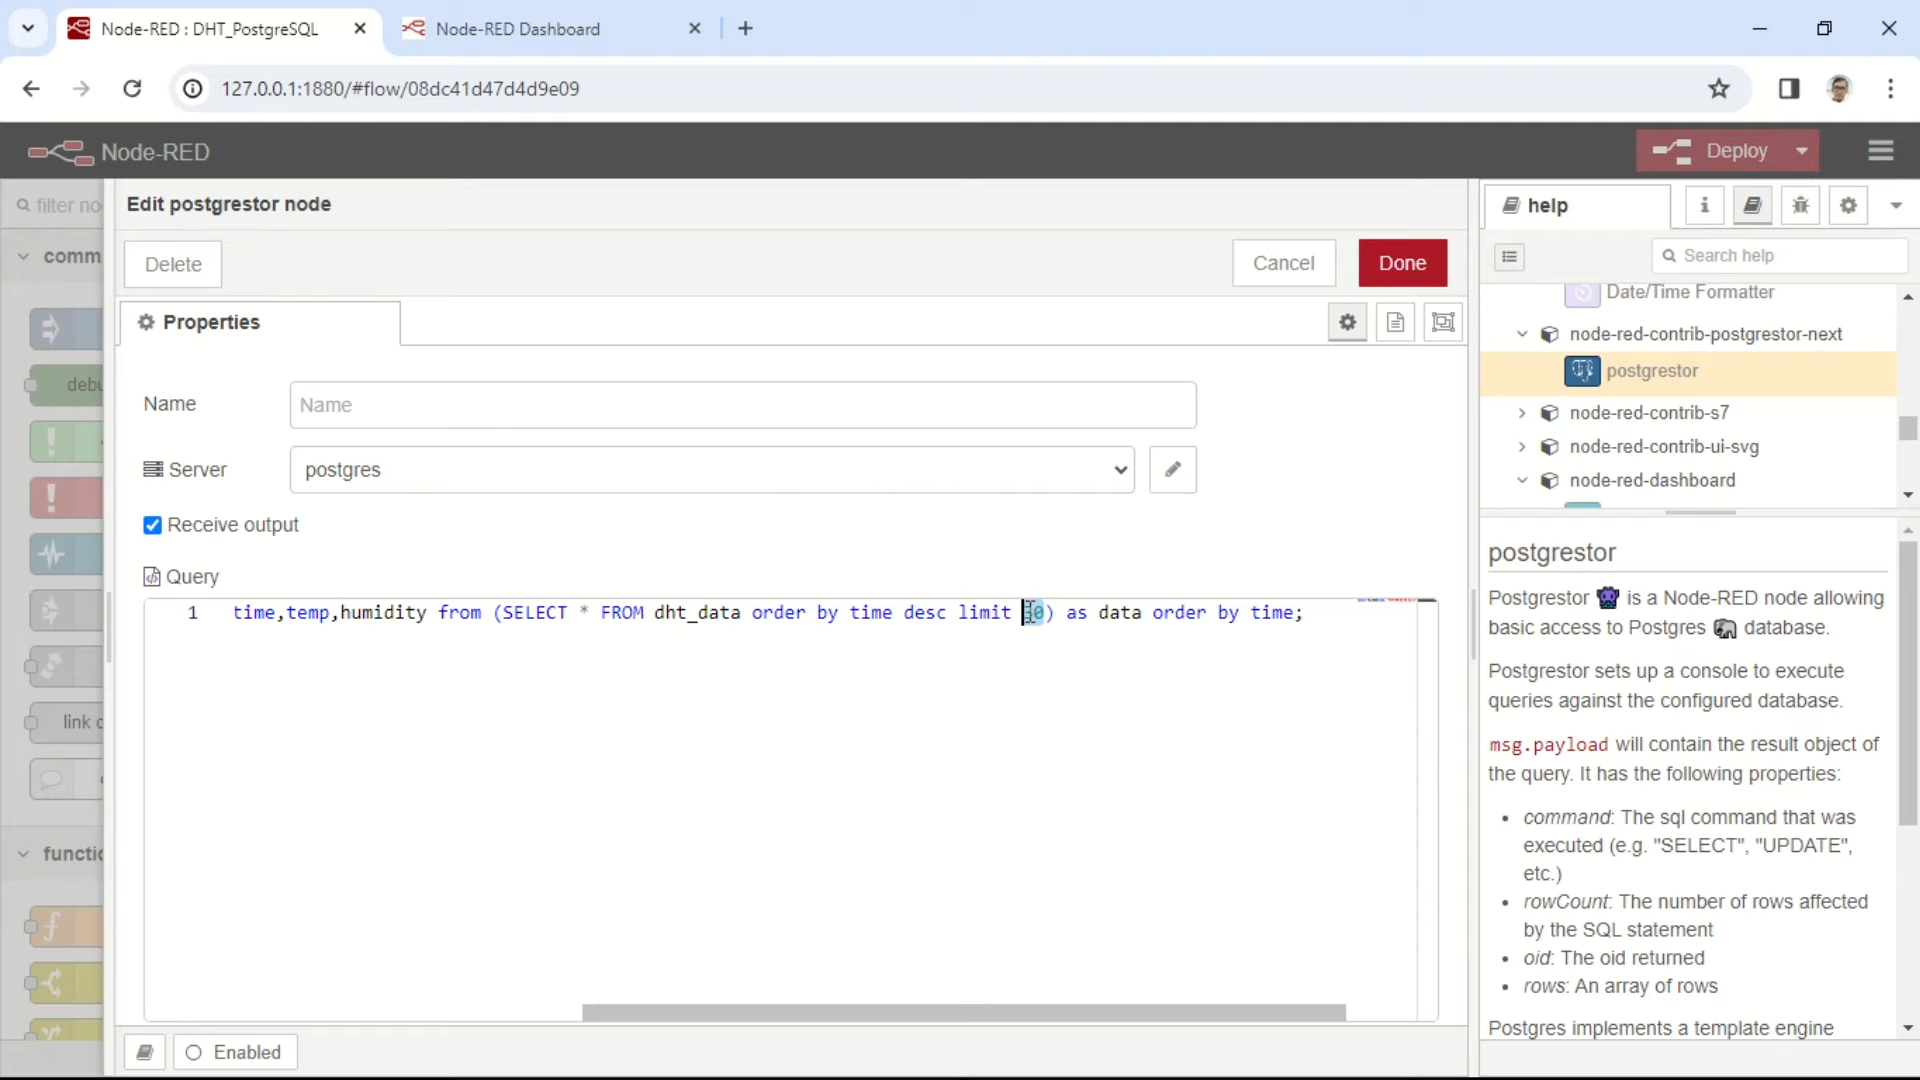 Node-RED : DHT_PostgreSQL
Node-RED Dashboard
127.0.0.1:1880/#flow/08dc41d47d4d9e09
Node-RED
Deploy
filter no
Edit postgrestor node
help
comm
Delete
Cancel
Done
Search help
Date/Time Formatter
Properties
node-red-contrib-postgrestor-next
postgrestor
debu
Name
Name
node-red-contrib-s7
node-red-contrib-ui-svg
Server
postgres
node-red-dashboard
Receive output
Query
postgrestor
1 time,temp,humidity from (SELECT * FROM dht_data order by time desc limit 30) as data order by time;
Postgrestor is a Node-RED node allowing
basic access to Postgres database.
Postgrestor sets up a console to execute
queries against the configured database.
link c
msg.payload will contain the result object of
the query. It has the following properties:
command: The sql command that was
executed (e.g. "SELECT", "UPDATE",
etc.)
functio
rowCount: The number of rows affected
by the SQL statement
oid: The oid returned
rows: An array of rows
Postgres implements a template engine
Enabled